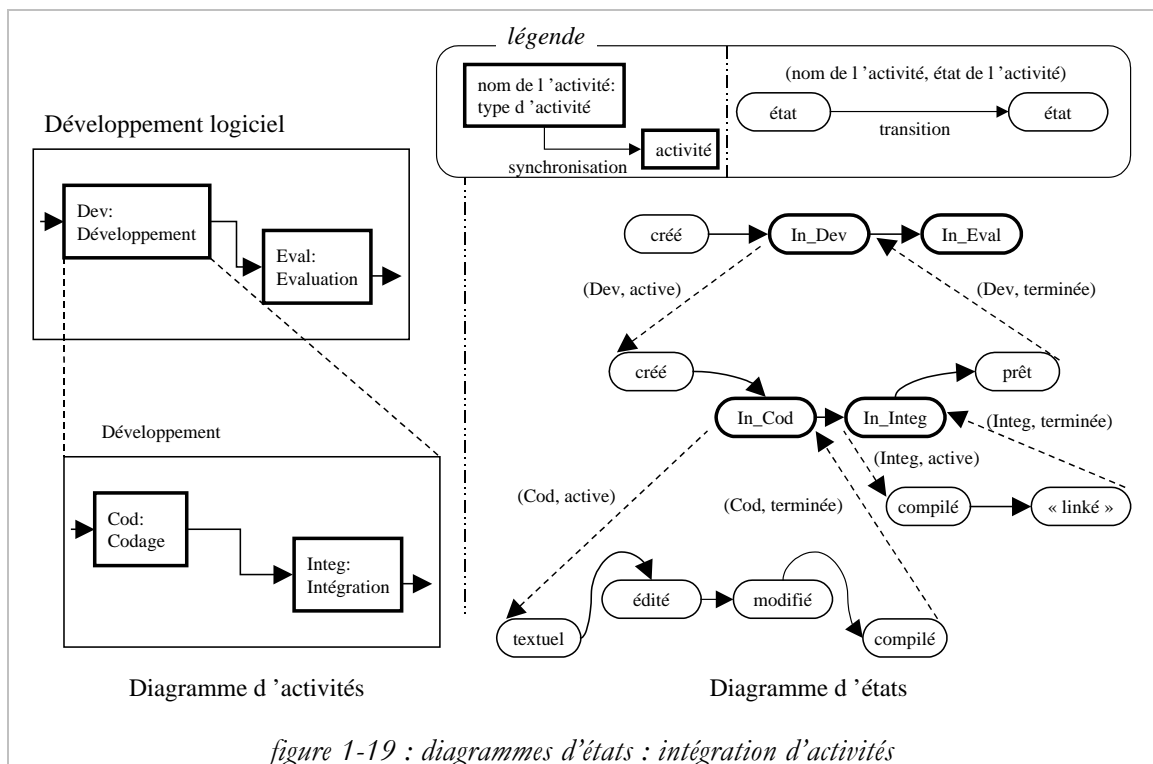 légende
nom de l ’activité:
type d ’activité
synchronisation
activité
(nom de l ’activité, état de l ’activité)
état
transition
état
Développement logiciel
Dev:
Développement
Eval:
Evaluation
Développement
Cod:
Codage
Integ:
Intégration
Diagramme d ’activités
créé
In_Dev
In_Eval
(Dev, active)
(Dev, terminée)
créé
prêt
In_Cod
In_Integ
(Integ, terminée)
(Integ, active)
(Cod, active)
(Cod, terminée)
compilé
« linké »
édité
modifié
textuel
compilé
Diagramme d ’états
figure 1-19 : diagrammes d’états : intégration d’activités